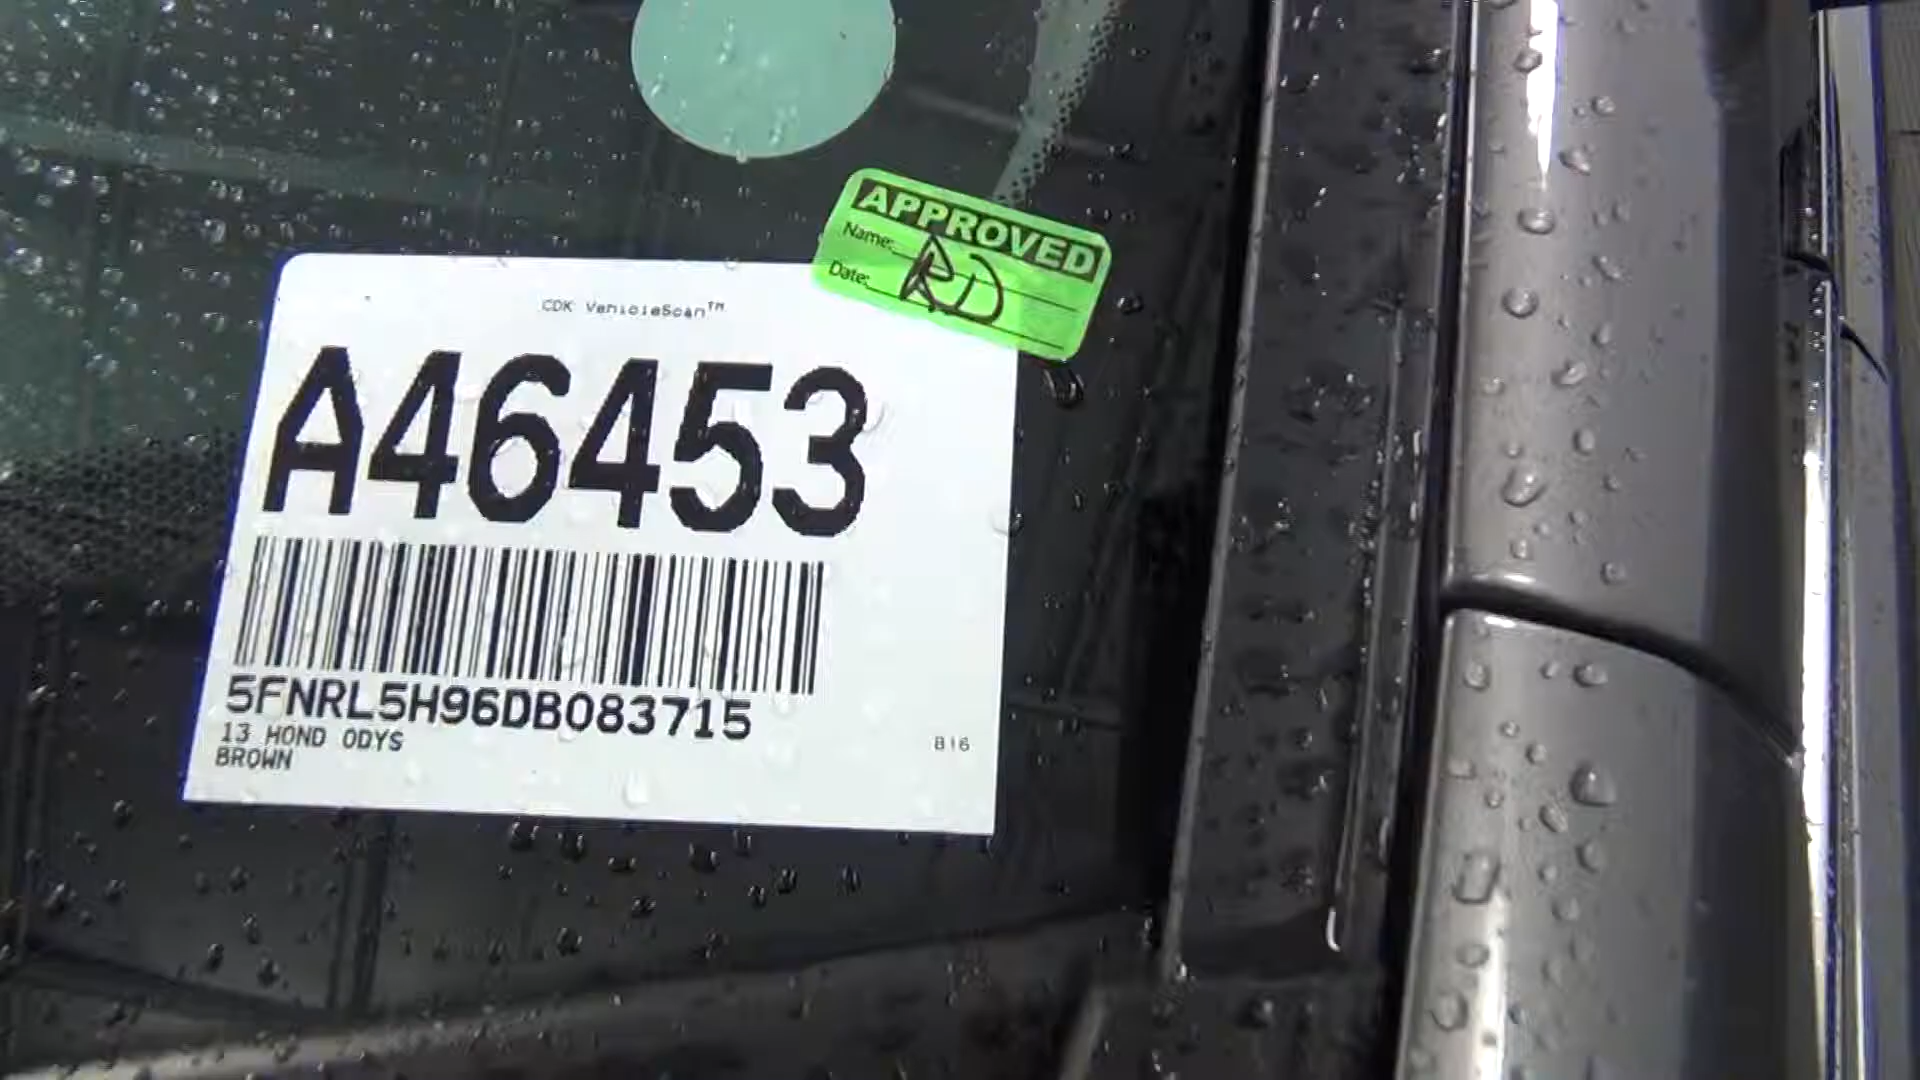 APPROVED
Name: RD
Date:
CDK VehicleScan™
A46453
5FNRL5H96DB083715
13 HOND ODYS
BROWN
B16